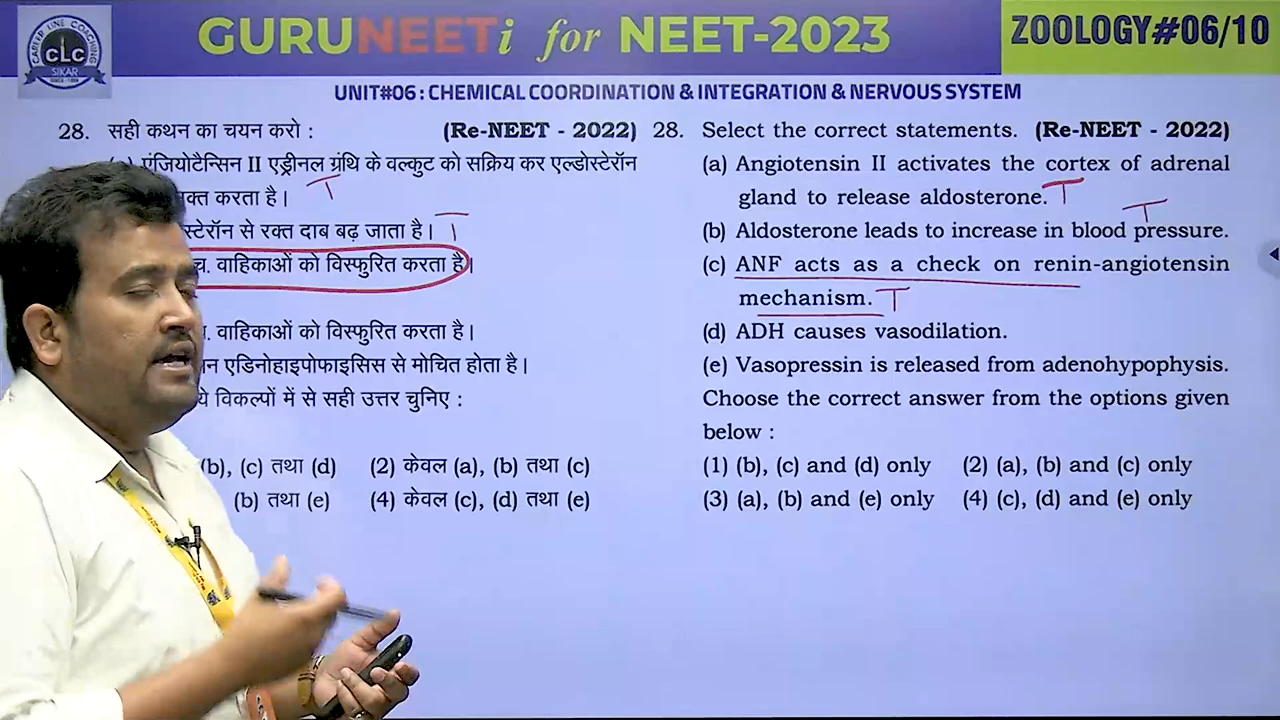 GURUNEETi for NEET-2023
ZOOLOGY#06/10
CAREER LINE COACHING
CLC
SIKAR
UNIT#06 : CHEMICAL COORDINATION & INTEGRATION & NERVOUS SYSTEM
28. सही कथन का चयन करो : (Re-NEET - 2022)
एंजियोटैन्सिन II एड्रीनल ग्रंथि के वल्कुट को सक्रिय कर एल्डोस्टेरॉन
क्त करता है। T
स्टेरॉन से रक्त दाब बढ़ जाता है। T
च. वाहिकाओं को विस्फुरित करता है।
. वाहिकाओं को विस्फुरित करता है।
न एडिनोहाइपोफाइसिस से मोचित होता है।
ये विकल्पों में से सही उत्तर चुनिए :
(b), (c) तथा (d) (2) केवल (a), (b) तथा (c)
(b) तथा (e) (4) केवल (c), (d) तथा (e)
28. Select the correct statements. (Re-NEET - 2022)
(a) Angiotensin II activates the cortex of adrenal
gland to release aldosterone. T
T
(b) Aldosterone leads to increase in blood pressure.
(c) ANF acts as a check on renin-angiotensin
mechanism. T
(d) ADH causes vasodilation.
(e) Vasopressin is released from adenohypophysis.
Choose the correct answer from the options given
below :
(1) (b), (c) and (d) only (2) (a), (b) and (c) only
(3) (a), (b) and (e) only (4) (c), (d) and (e) only